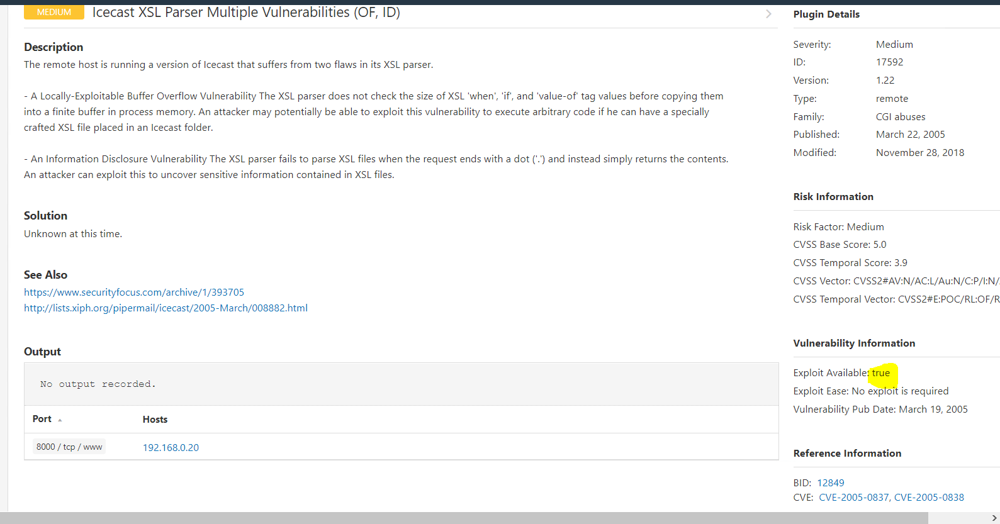 MEDIUM Icecast XSL Parser Multiple Vulnerabilities (OF, ID)
Description
The remote host is running a version of Icecast that suffers from two flaws in its XSL parser.
- A Locally-Exploitable Buffer Overflow Vulnerability The XSL parser does not check the size of XSL 'when', 'if', and 'value-of' tag values before copying them
into a finite buffer in process memory. An attacker may potentially be able to exploit this vulnerability to execute arbitrary code if he can have a specially
crafted XSL file placed in an Icecast folder.
- An Information Disclosure Vulnerability The XSL parser fails to parse XSL files when the request ends with a dot ('.') and instead simply returns the contents.
An attacker can exploit this to uncover sensitive information contained in XSL files.
Solution
Unknown at this time.
See Also
https://www.securityfocus.com/archive/1/393705
http://lists.xiph.org/pipermail/icecast/2005-March/008882.html
Output
No output recorded.
Port Hosts
8000 / tcp / www 192.168.0.20
Plugin Details
Severity: Medium
ID: 17592
Version: 1.22
Type: remote
Family: CGI abuses
Published: March 22, 2005
Modified: November 28, 2018
Risk Information
Risk Factor: Medium
CVSS Base Score: 5.0
CVSS Temporal Score: 3.9
CVSS Vector: CVSS2#AV:N/AC:L/Au:N/C:P/I:N/
CVSS Temporal Vector: CVSS2#E:POC/RL:OF/R
Vulnerability Information
Exploit Available: true
Exploit Ease: No exploit is required
Vulnerability Pub Date: March 19, 2005
Reference Information
BID: 12849
CVE: CVE-2005-0837, CVE-2005-0838